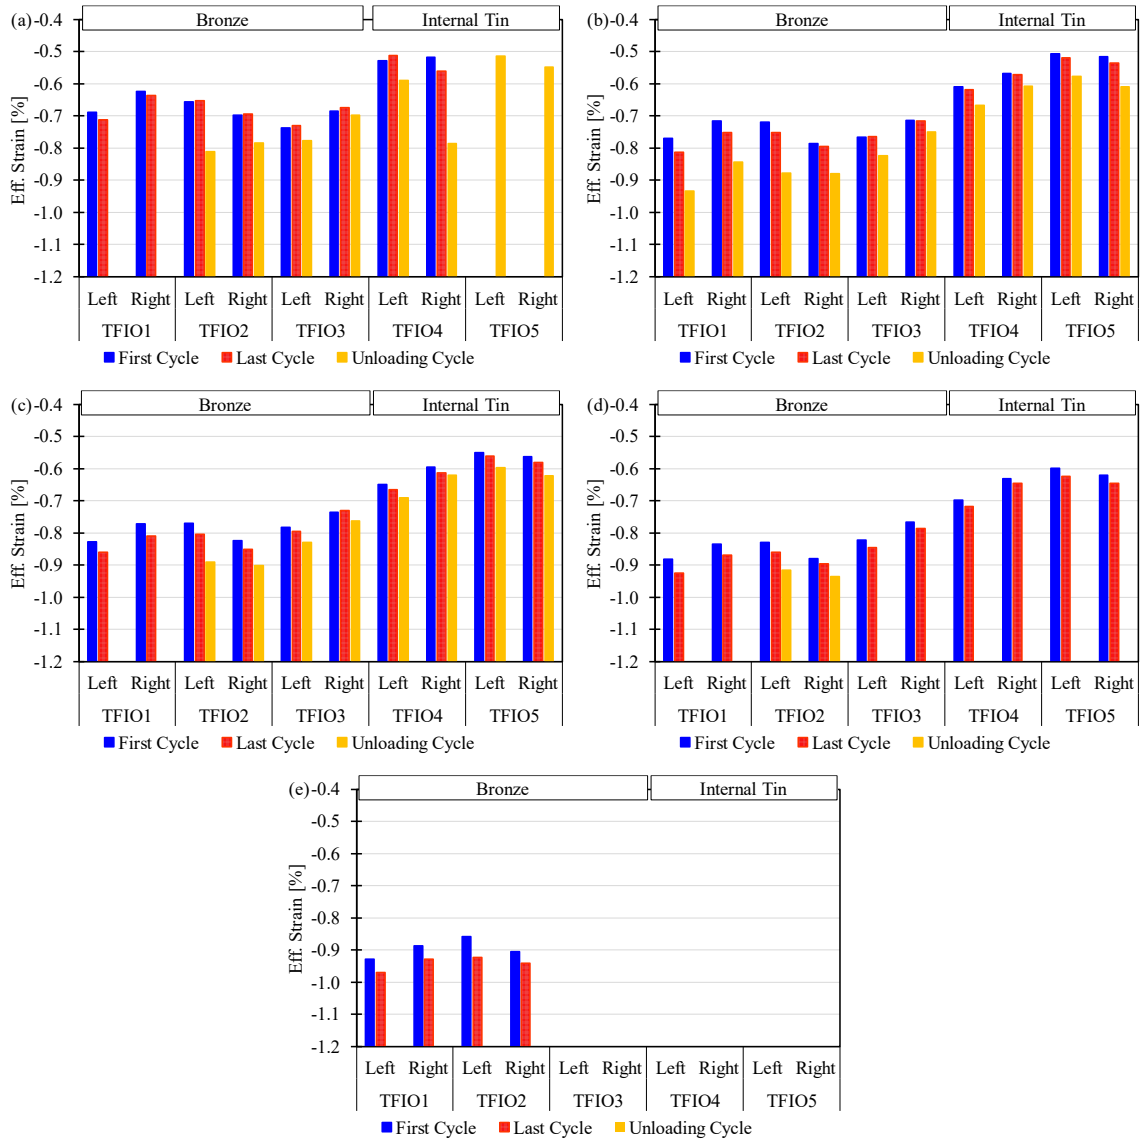 (a)
Bronze
Internal Tin
Eff. Strain [%]
-0.4
-0.5
-0.6
-0.7
-0.8
-0.9
-1.0
-1.1
-1.2
Left Right Left Right Left Right Left Right Left Right
TFIO1 TFIO2 TFIO3 TFIO4 TFIO5
First Cycle Last Cycle Unloading Cycle
(b)
Bronze
Internal Tin
Eff. Strain [%]
-0.4
-0.5
-0.6
-0.7
-0.8
-0.9
-1.0
-1.1
-1.2
Left Right Left Right Left Right Left Right Left Right
TFIO1 TFIO2 TFIO3 TFIO4 TFIO5
First Cycle Last Cycle Unloading Cycle
(c)
Bronze
Internal Tin
Eff. Strain [%]
-0.4
-0.5
-0.6
-0.7
-0.8
-0.9
-1.0
-1.1
-1.2
Left Right Left Right Left Right Left Right Left Right
TFIO1 TFIO2 TFIO3 TFIO4 TFIO5
First Cycle Last Cycle Unloading Cycle
(d)
Bronze
Internal Tin
Eff. Strain [%]
-0.4
-0.5
-0.6
-0.7
-0.8
-0.9
-1.0
-1.1
-1.2
Left Right Left Right Left Right Left Right Left Right
TFIO1 TFIO2 TFIO3 TFIO4 TFIO5
First Cycle Last Cycle Unloading Cycle
(e)
Bronze
Internal Tin
Eff. Strain [%]
-0.4
-0.5
-0.6
-0.7
-0.8
-0.9
-1.0
-1.1
-1.2
Left Right Left Right Left Right Left Right Left Right
TFIO1 TFIO2 TFIO3 TFIO4 TFIO5
First Cycle Last Cycle Unloading Cycle